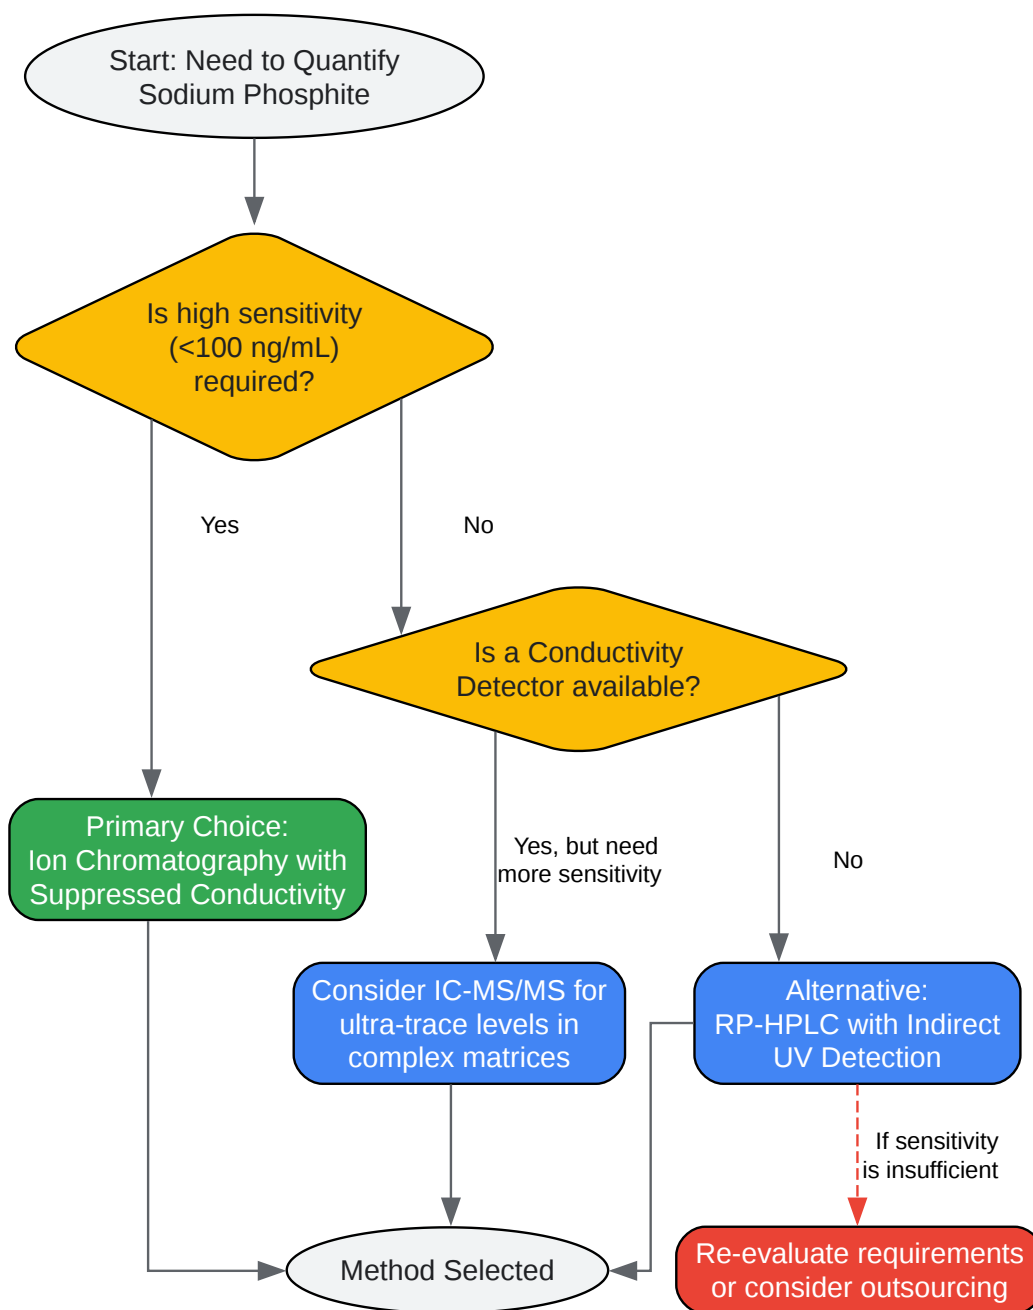 Start: Need to Quantify
Sodium Phosphite
Is high sensitivity
(<100 ng/mL)
required?
Yes
No
Is a Conductivity
Detector available?
Primary Choice:
Ion Chromatography with
Suppressed Conductivity
Yes, but need
more sensitivity
No
Consider IC-MS/MS for
ultra-trace levels in
complex matrices
Alternative:
RP-HPLC with Indirect
UV Detection
If sensitivity
is insufficient
Method Selected
Re-evaluate requirements
or consider outsourcing